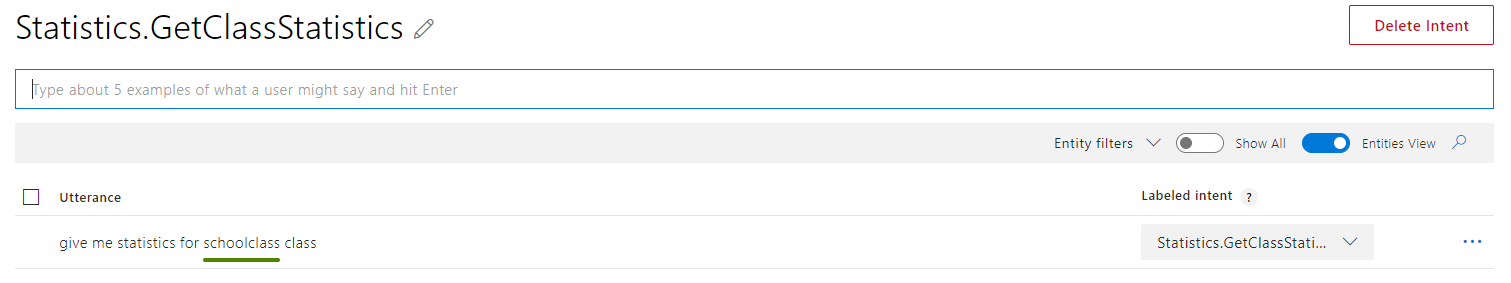 Statistics.GetClassStatistics
Delete Intent
Type about 5 examples of what a user might say and hit Enter
Entity filters Show All Entities View
Utterance Labeled intent ?
give me statistics for schoolclass class Statistics.GetClassStati...